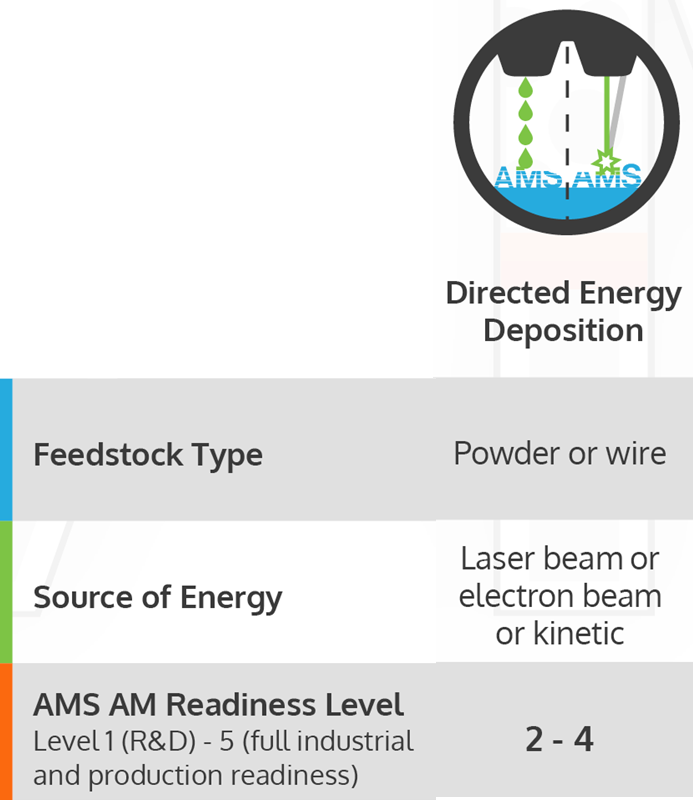 AMS AMS
Directed Energy
Deposition
Feedstock Type
Powder or wire
Source of Energy
Laser beam or
electron beam
or kinetic
AMS AM Readiness Level
Level 1 (R&D) - 5 (full industrial
and production readiness)
2 - 4